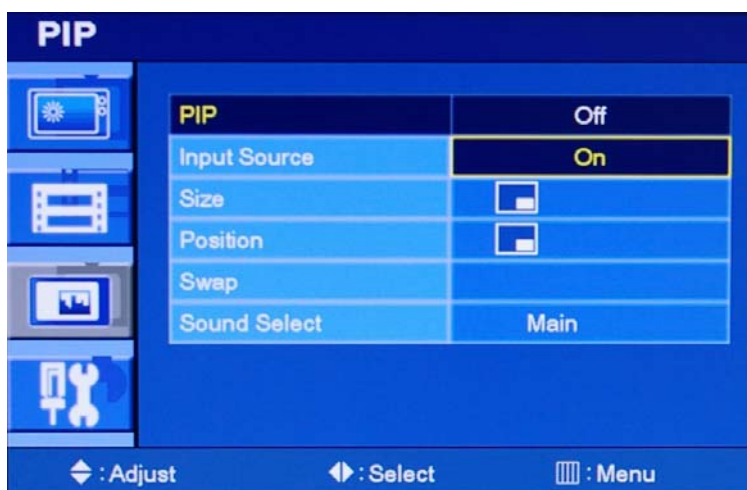 PIP
PIP Off
Input Source On
Size
Position
Swap
Sound Select Main
: Adjust : Select : Menu